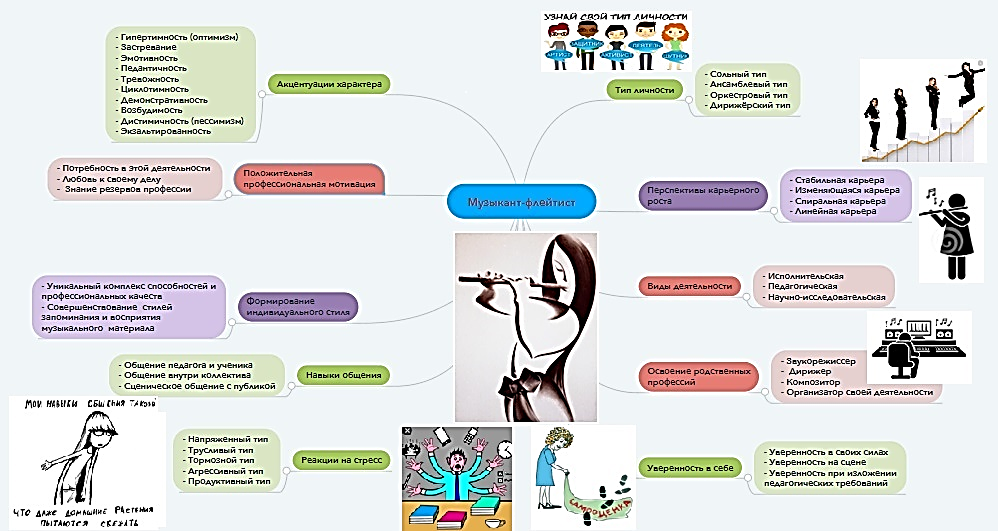 УЗНАЙ СВОЙ ТИП ЛИЧНОСТИ
АРТИСТ
ЗАЩИТНИК
АКТИВИСТ
ДЕЯТЕЛЬ
Музыкант-флейтист
Акцентуации характера
- Гипертимность (оптимизм)
- Застревание
- Эмотивность
- Педантичность
- Тревожность
- Циклотимность
- Демонстративность
- Возбудимость
- Дистимичность (пессимизм)
- Экзальтированность
Положительная
профессиональная мотивация
- Потребность в этой деятельности
- Любовь к своему делу
- Знание резервов профессии
Формирование
индивидуального стиля
- Уникальный комплекс способностей и
профессиональных качеств
- Совершенствование стилей
запоминания и восприятия
музыкального материала
Навыки общения
- Общение педагога и ученика
- Общение внутри коллектива
- Сценическое общение с публикой
МОИ НАВЫКИ ОБЩЕНИЯ ТАКОВЫ
ЧТО ДАЖЕ ДОМАШНИЕ РАСТЕНИЯ
ПЫТАЮТСЯ СБЕЖАТЬ
Реакции на стресс
- Напряженный тип
- Трусливый тип
- Тормозной тип
- Агрессивный тип
- Продуктивный тип
Тип личности
- Сольный тип
- Ансамблевый тип
- Оркестровый тип
- Дирижёрский тип
Перспективы карьерного
роста
- Стабильная карьера
- Изменяющаяся карьера
- Спиральная карьера
- Линейная карьера
Виды деятельности
- Исполнительская
- Педагогическая
- Научно-исследовательская
Освоение родственных
профессий
- Звукорежиссер
- Дирижер
- Композитор
- Организатор своей деятельности
Уверенность в себе
- Уверенность в своих силах
- Уверенность на сцене
- Уверенность при изложении
педагогических требований
САМООЦЕНКА